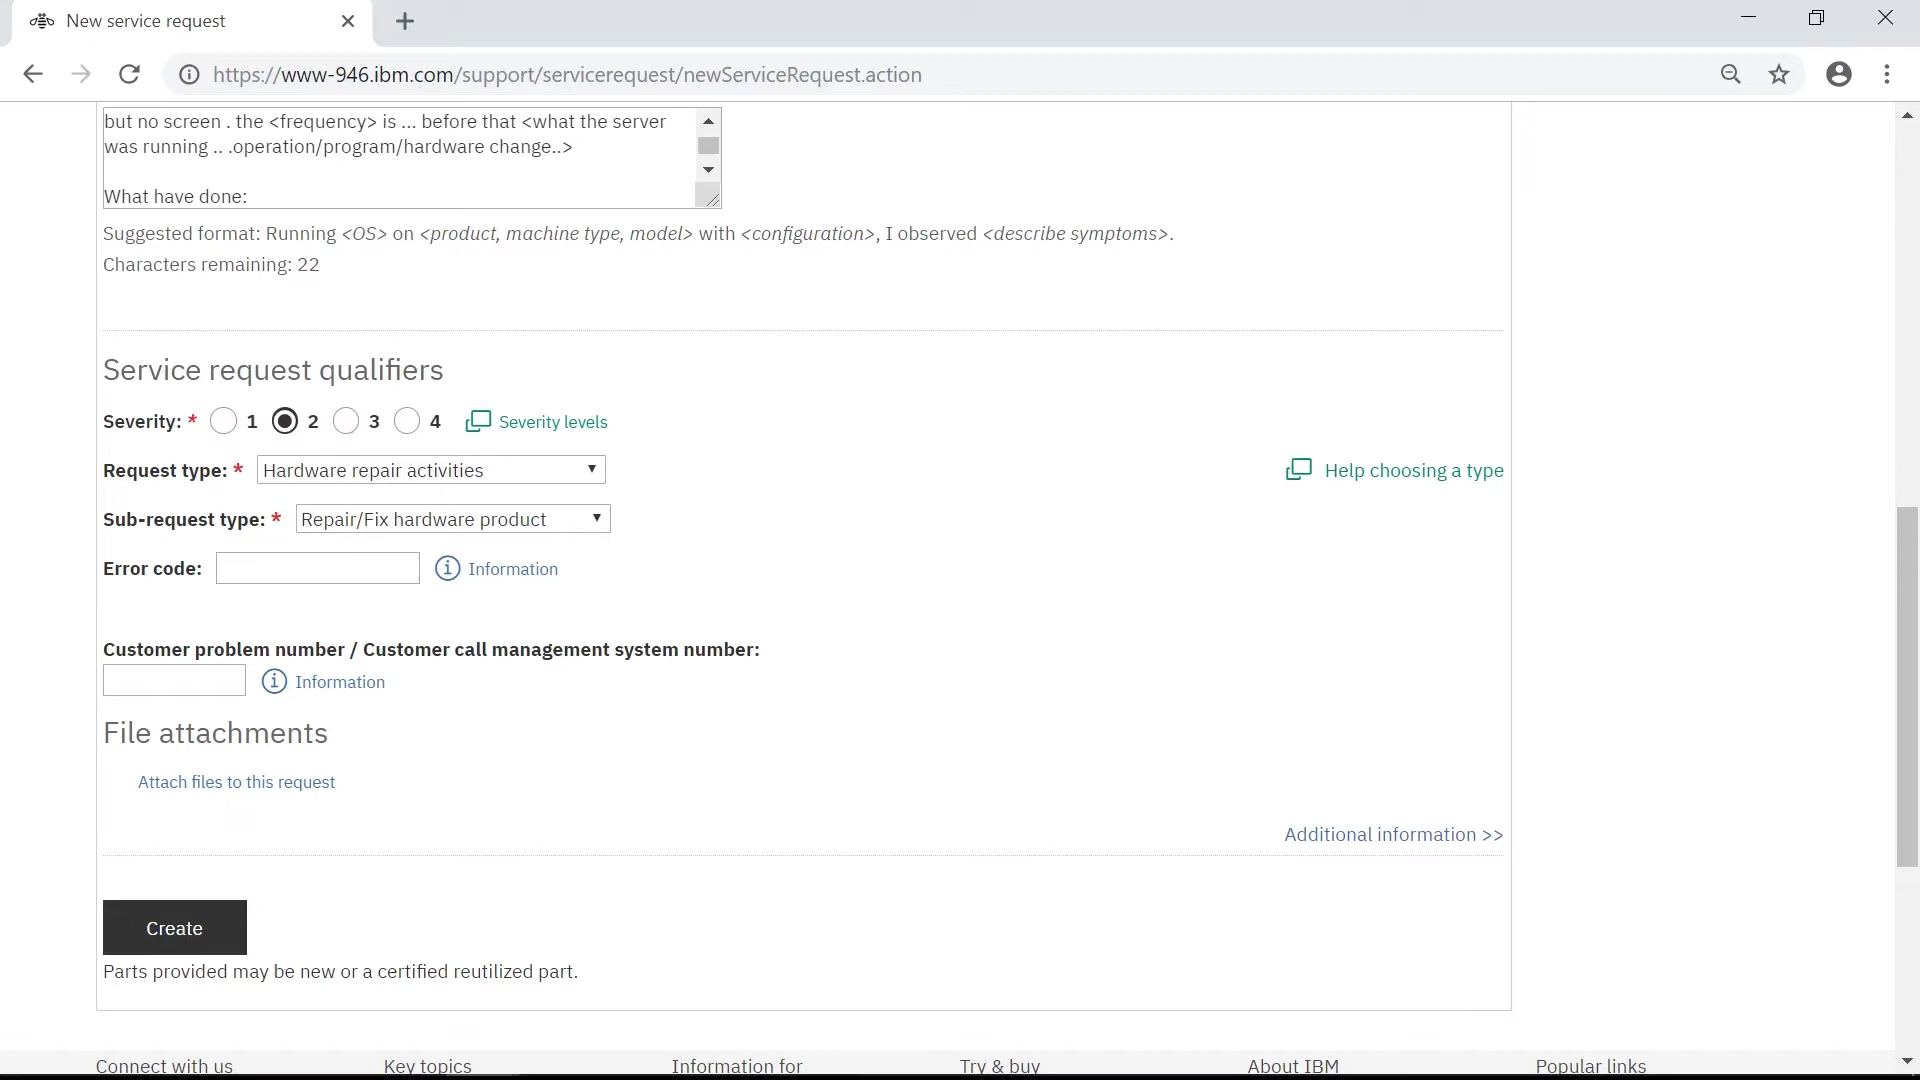 New service request
https://www-946.ibm.com/support/servicerequest/newServiceRequest.action
but no screen . the <frequency> is ... before that <what the server
was running .. .operation/program/hardware change..>
What have done:
Suggested format: Running <OS> on <product, machine type, model> with <configuration>, I observed <describe symptoms>.
Characters remaining: 22
Service request qualifiers
Severity: * 1 2 3 4 Severity levels
Request type: * Hardware repair activities Help choosing a type
Sub-request type: * Repair/Fix hardware product
Error code: Information
Customer problem number / Customer call management system number:
Information
File attachments
Attach files to this request
Additional information >>
Create
Parts provided may be new or a certified reutilized part.
Connect with us Key topics Information for Try & buy About IBM Popular links